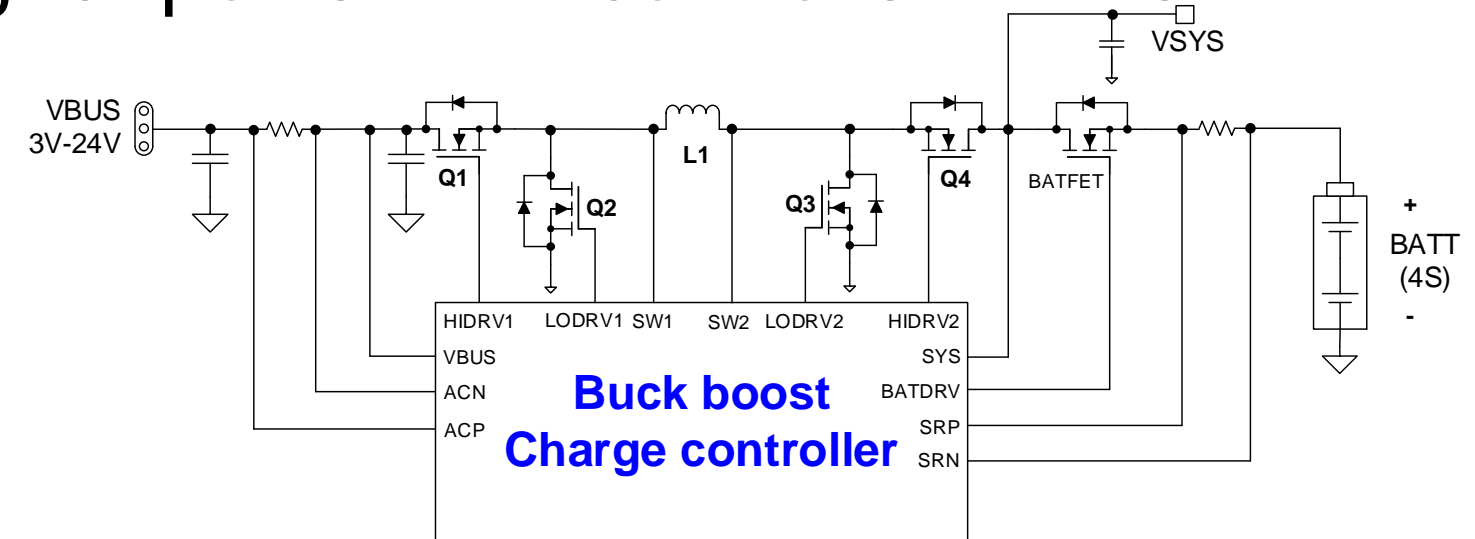 VSYS
VBUS
3V-24V
Q1
L1
Q4
BATFET
Q2
Q3
+
BATT
(4S)
-
HIDRV1 LODRV1 SW1 SW2 LODRV2 HIDRV2
VBUS SYS
ACN BATDRV
ACP SRP
SRN
Buck boost
Charge controller